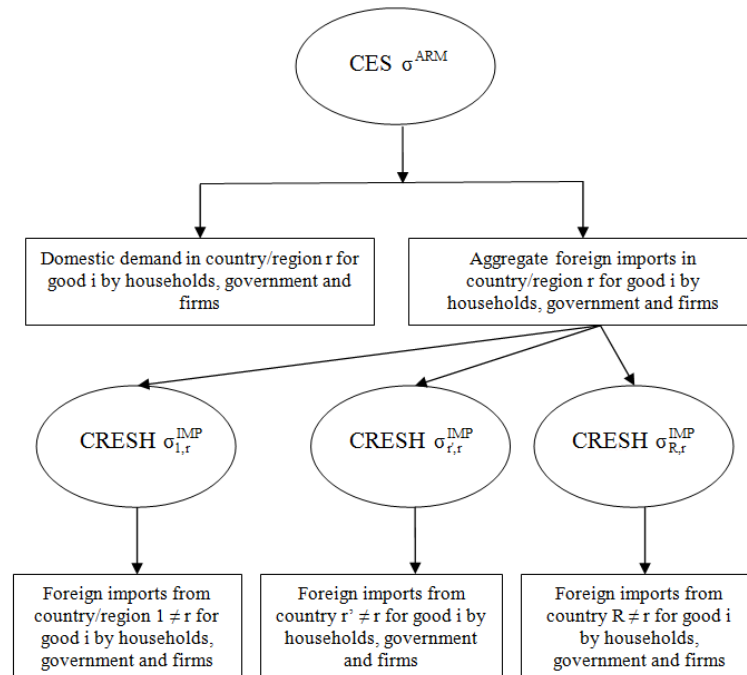 CES σ^ARM
Domestic demand in country/region r for
good i by households, government and
firms
Aggregate foreign imports in
country/region r for good i by
households, government and firms
CRESH σ^IMP_1,r
CRESH σ^IMP_r',r
CRESH σ^IMP_R,r
Foreign imports from
country/region 1 ≠ r for
good i by households,
government and firms
Foreign imports from
country r’ ≠ r for good i by
households, government
and firms
Foreign imports from
country R ≠ r for good i
by households,
government and firms